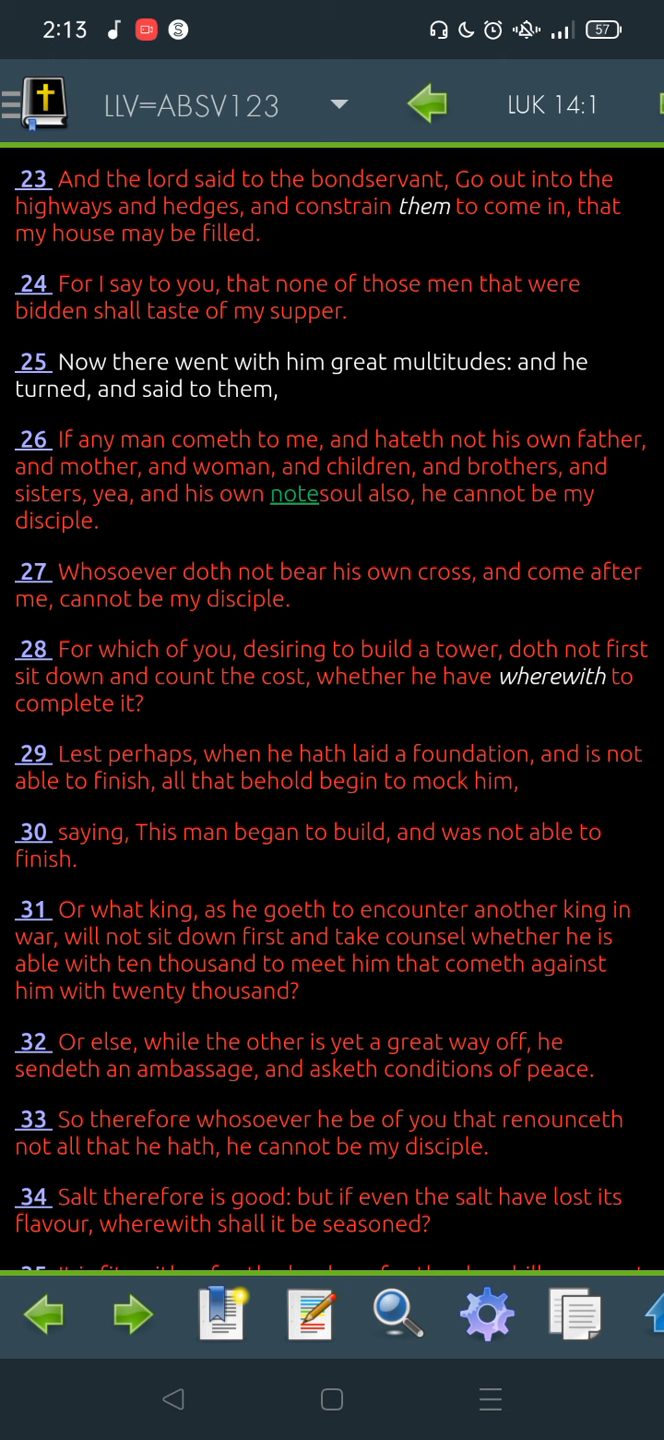 2:13
57
LLV=ABSV123
LUK 14:1
23 And the lord said to the bondservant, Go out into the
highways and hedges, and constrain them to come in, that
my house may be filled.
24 For I say to you, that none of those men that were
bidden shall taste of my supper.
25 Now there went with him great multitudes: and he
turned, and said to them,
26 If any man cometh to me, and hateth not his own father,
and mother, and woman, and children, and brothers, and
sisters, yea, and his own notesoul also, he cannot be my
disciple.
27 Whosoever doth not bear his own cross, and come after
me, cannot be my disciple.
28 For which of you, desiring to build a tower, doth not first
sit down and count the cost, whether he have wherewith to
complete it?
29 Lest perhaps, when he hath laid a foundation, and is not
able to finish, all that behold begin to mock him,
30 saying, This man began to build, and was not able to
finish.
31 Or what king, as he goeth to encounter another king in
war, will not sit down first and take counsel whether he is
able with ten thousand to meet him that cometh against
him with twenty thousand?
32 Or else, while the other is yet a great way off, he
sendeth an ambassage, and asketh conditions of peace.
33 So therefore whosoever he be of you that renounceth
not all that he hath, he cannot be my disciple.
34 Salt therefore is good: but if even the salt have lost its
flavour, wherewith shall it be seasoned?